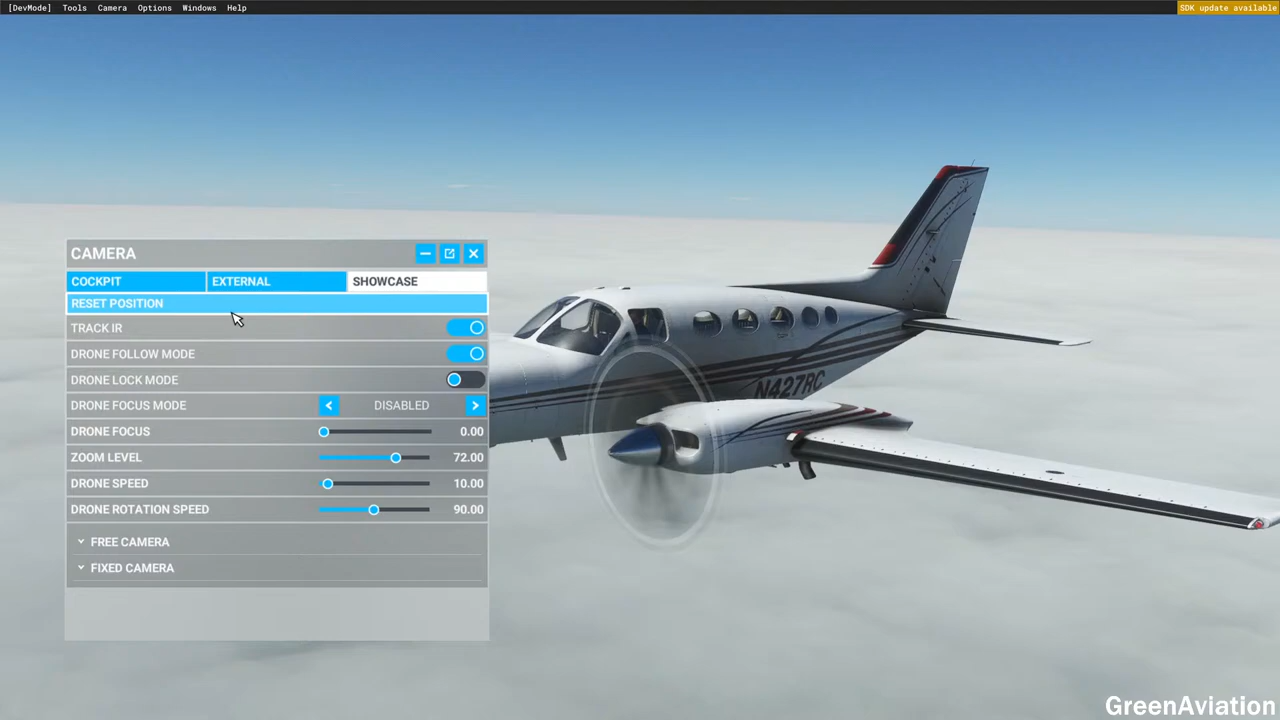 [DevMode] Tools Camera Options Windows Help
SDK update available
CAMERA
COCKPIT EXTERNAL SHOWCASE
RESET POSITION
TRACK IR
DRONE FOLLOW MODE
DRONE LOCK MODE
DRONE FOCUS MODE DISABLED
DRONE FOCUS 0.00
ZOOM LEVEL 72.00
DRONE SPEED 10.00
DRONE ROTATION SPEED 90.00
FREE CAMERA
FIXED CAMERA
N427RC
GreenAviation